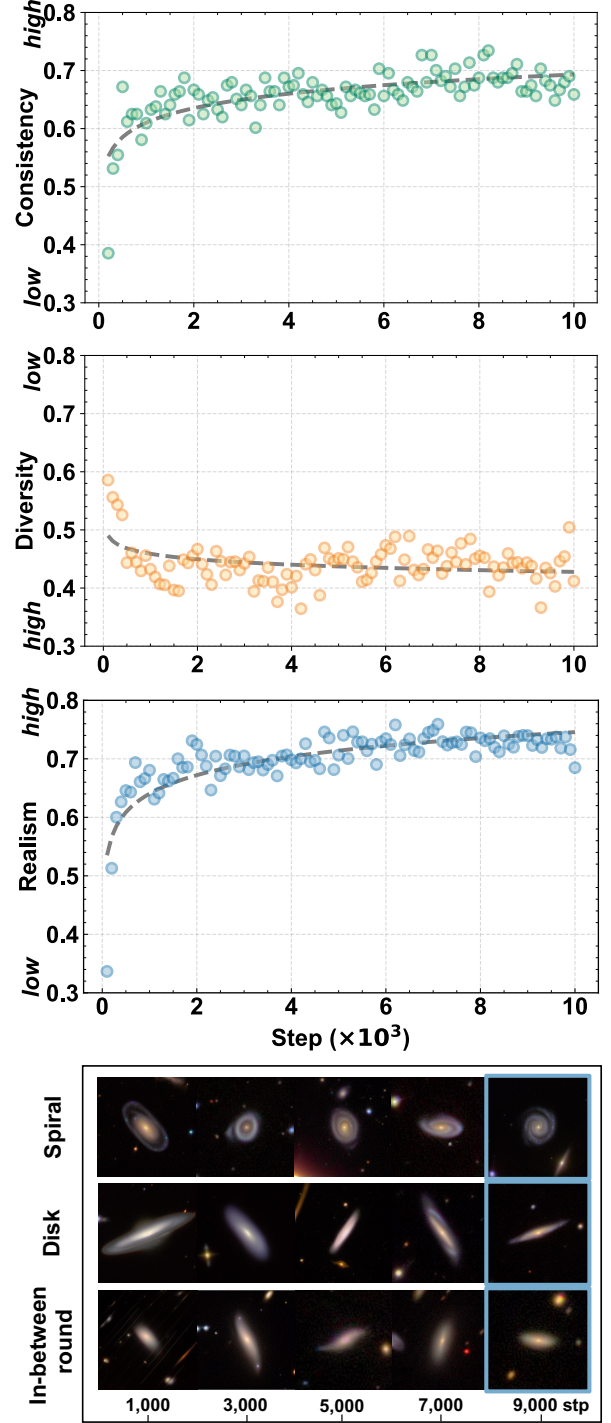 high
0.8
0.7
0.6
0.5
0.4
0.3
Consistency
low
0 2 4 6 8 10
low
0.8
0.7
0.6
0.5
0.4
0.3
Diversity
high
0 2 4 6 8 10
high
0.8
0.7
0.6
0.5
0.4
0.3
Realism
low
0 2 4 6 8 10
Step (×10³)
Spiral
Disk
In-between
round
1,000 3,000 5,000 7,000 9,000 stp